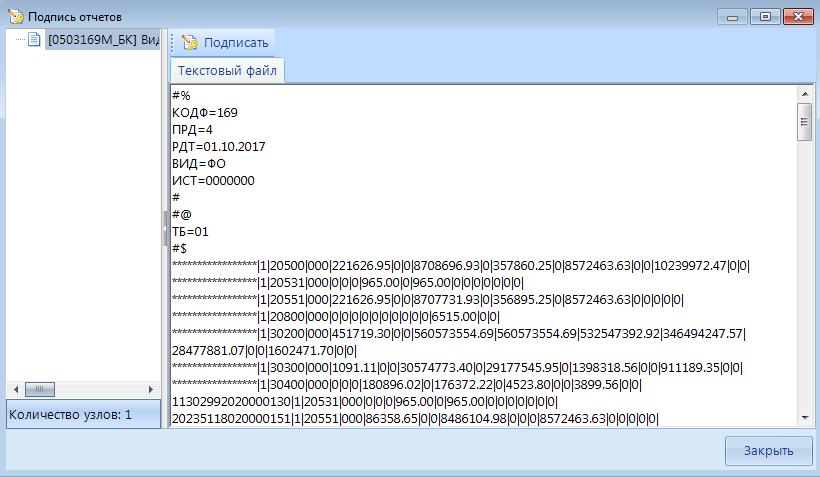 Подпись отчетов
[0503169М_БК] Вид
Подписать
Текстовый файл
#%
КОДФ=169
ПРД=4
РДТ=01.10.2017
ВИД=ФО
ИСТ=0000000
#
#@
ТБ=01
#$
*****************|1|20500|000|221626.95|0|0|8708696.93|0|357860.25|0|8572463.63|0|0|10239972.47|0|0|
*****************|1|20531|000|0|0|0|965.00|0|965.00|0|0|0|0|0|0|0|
*****************|1|20551|000|221626.95|0|0|8707731.93|0|356895.25|0|8572463.63|0|0|0|0|0|
*****************|1|20800|000|0|0|0|0|0|0|0|0|0|0|6515.00|0|0|
*****************|1|30200|000|451719.30|0|0|560573554.69|560573554.69|532547392.92|346494247.57|
28477881.07|0|0|1602471.70|0|0|
*****************|1|30300|000|1091.11|0|0|30574773.40|0|29177545.95|0|1398318.56|0|0|911189.35|0|0|
*****************|1|30400|000|0|0|0|180896.02|0|176372.22|0|4523.80|0|0|3899.56|0|0|
11302992020000130|1|20531|000|0|0|0|965.00|0|965.00|0|0|0|0|0|0|0|
20235118020000151|1|20551|000|86358.65|0|0|8486104.98|0|0|0|8572463.63|0|0|0|0|0|
Количество узлов: 1
Закрыть